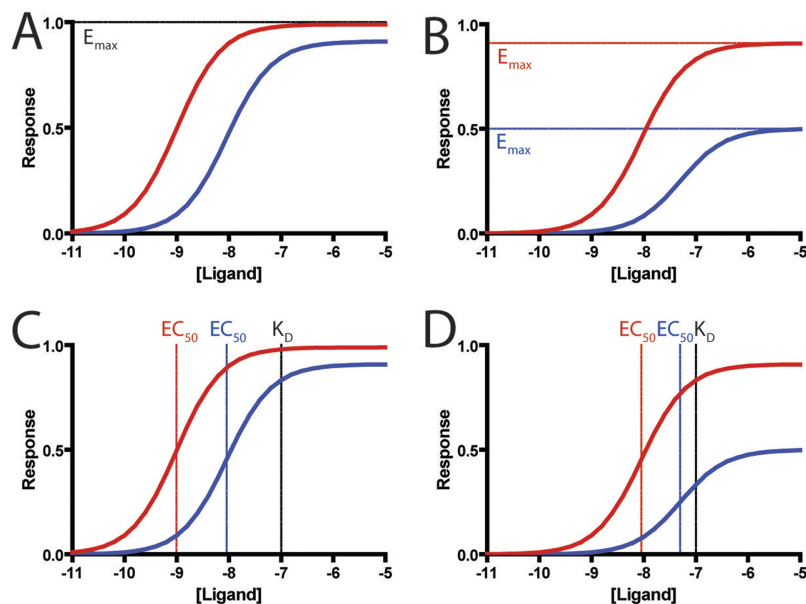 A
1.0
E_max
0.5
Response
0.0
-11 -10 -9 -8 -7 -6 -5
[Ligand]
B
1.0
E_max
0.5
E_max
Response
0.0
-11 -10 -9 -8 -7 -6 -5
[Ligand]
C
EC50 EC50 KD
1.0
0.5
Response
0.0
-11 -10 -9 -8 -7 -6 -5
[Ligand]
D
EC50 EC50 KD
1.0
0.5
Response
0.0
-11 -10 -9 -8 -7 -6 -5
[Ligand]